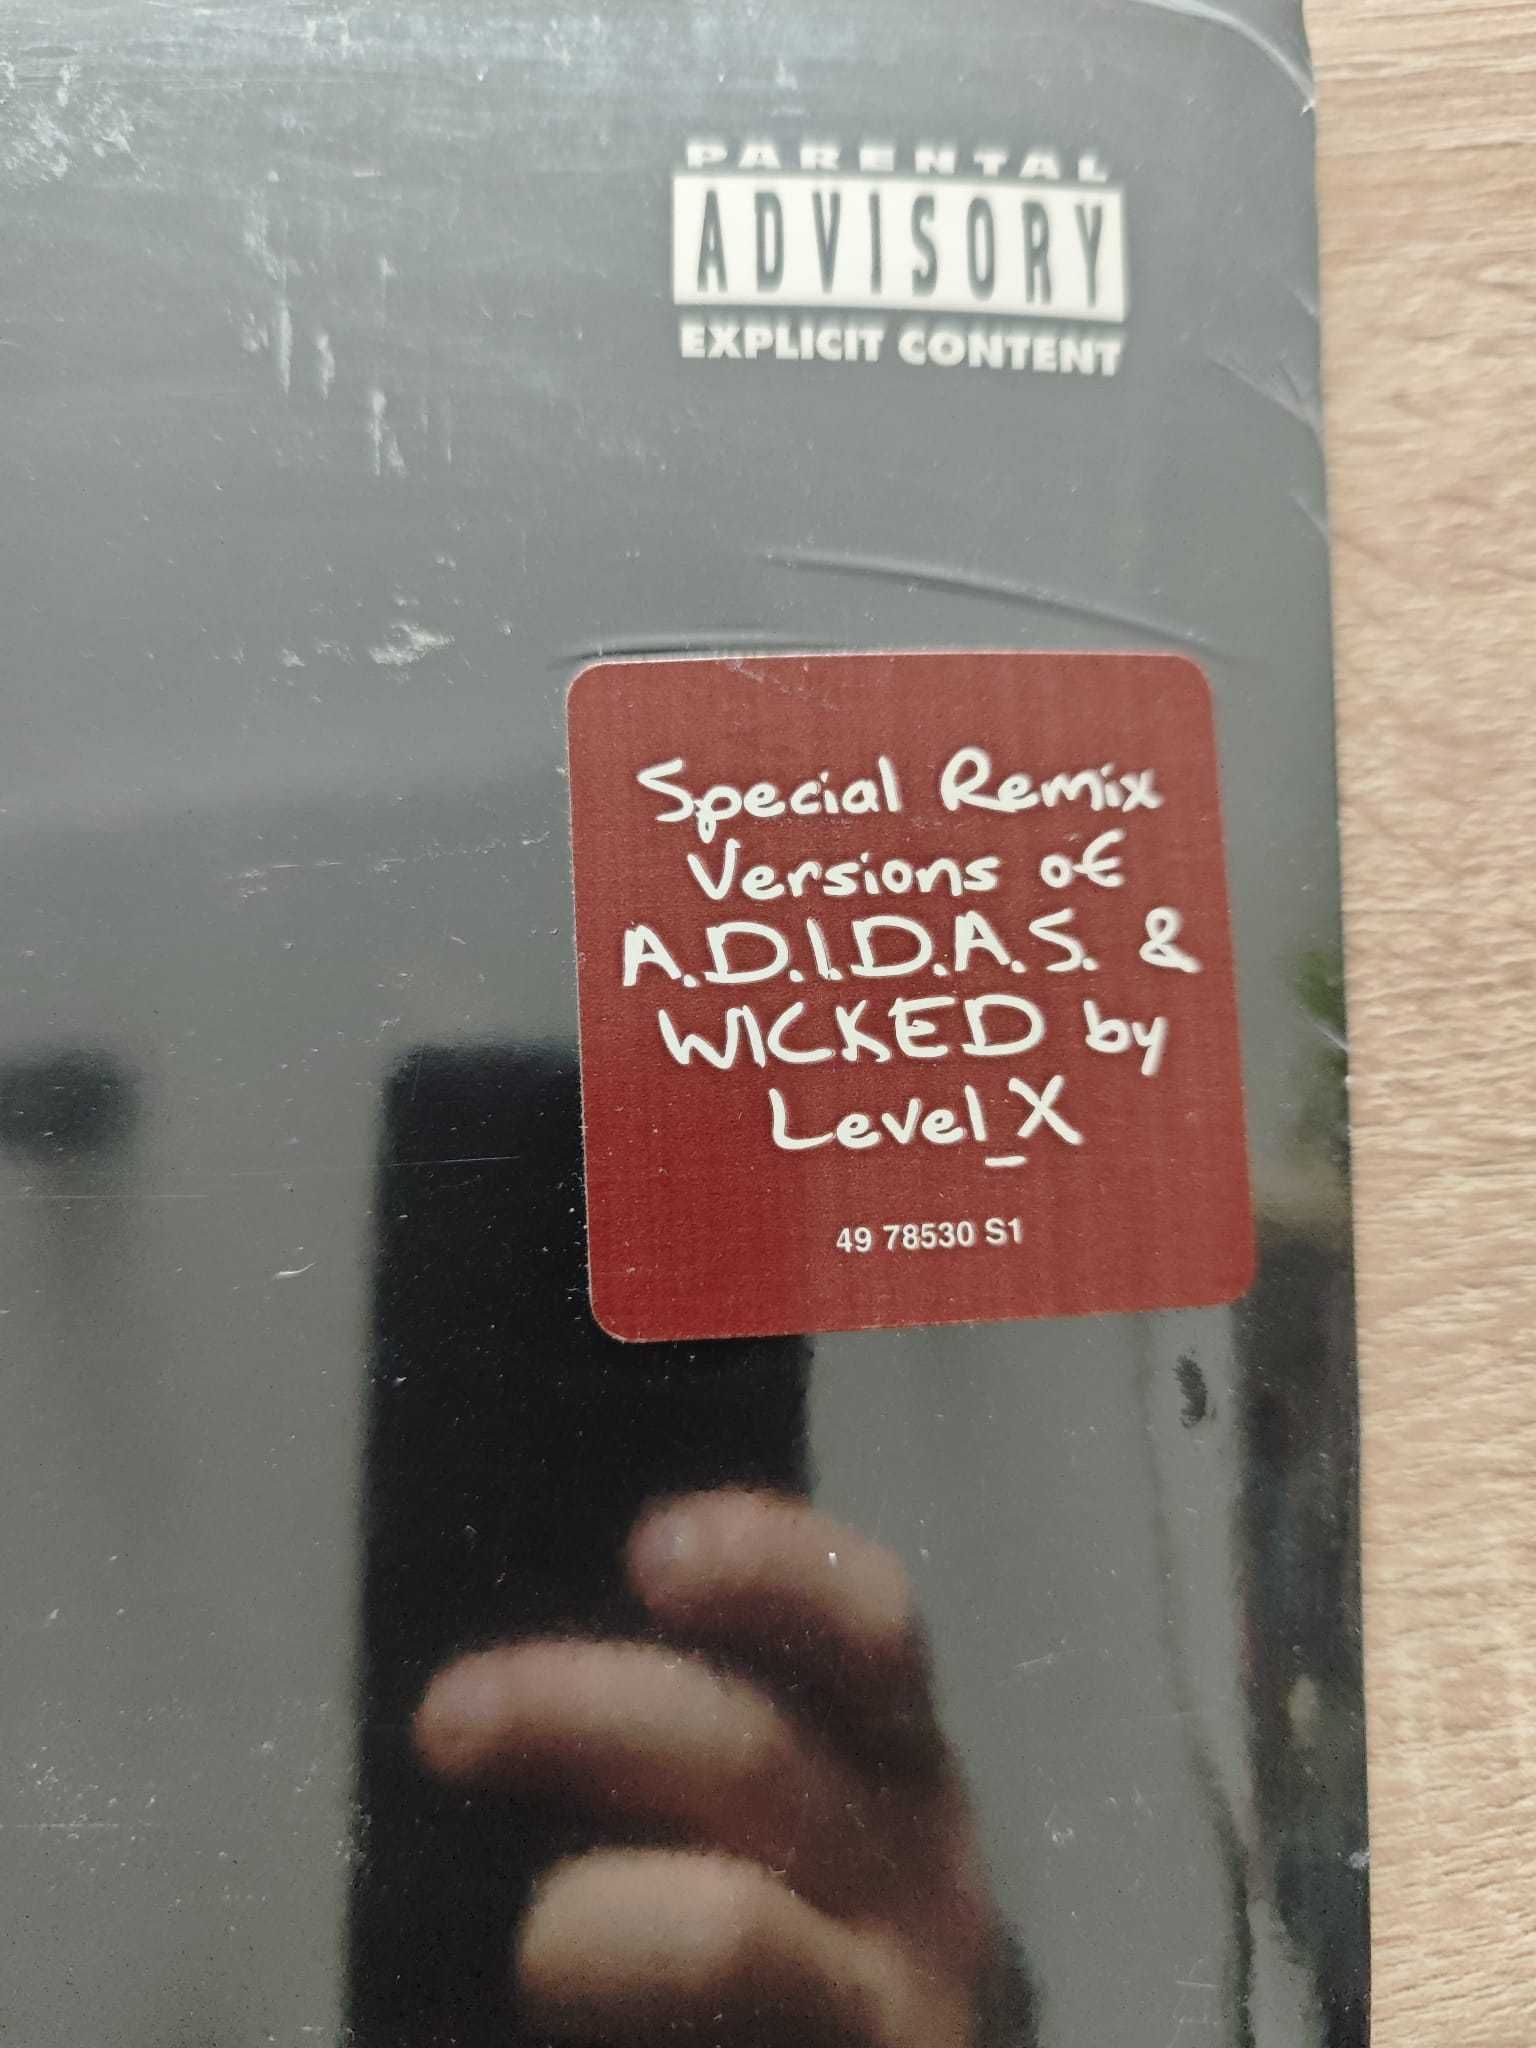 PARENTAL
ADVISORY
EXPLICIT CONTENT
Special Remix
Versions of
A.D.I.D.A.S. &
WICKED by
Level_X
49 78530 S1